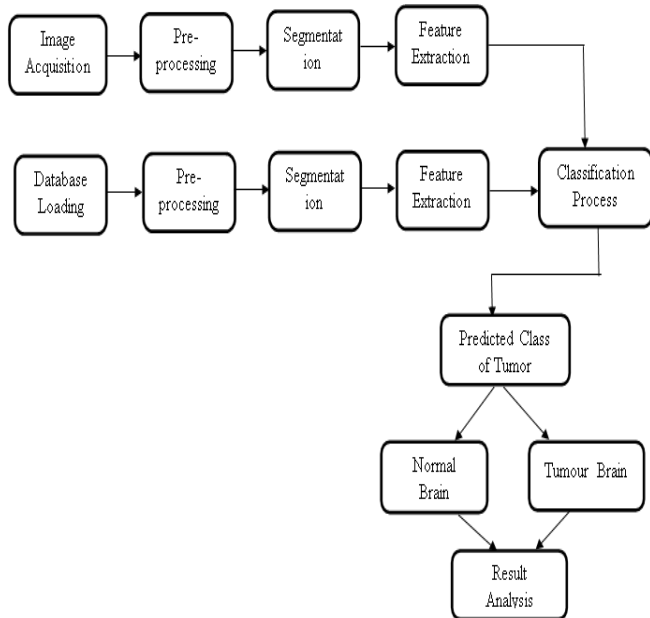 Image
Acquisition
Pre-
processing
Segmentat
ion
Feature
Extraction
Database
Loading
Pre-
processing
Segmentat
ion
Feature
Extraction
Classification
Process
Predicted Class
of Tumor
Normal
Brain
Tumour Brain
Result
Analysis